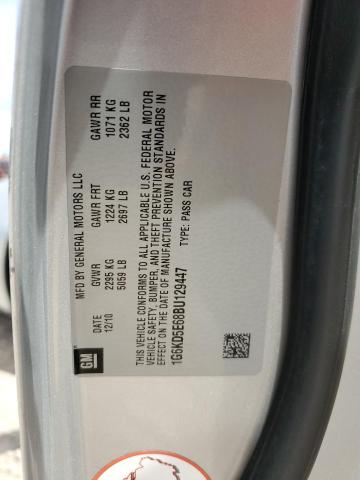 MFD BY GENERAL MOTORS LLC
DATE GVWR GAWR FRT GAWR RR
12/10 2295 KG 1224 KG 1071 KG
5059 LB 2697 LB 2362 LB
THIS VEHICLE CONFORMS TO ALL APPLICABLE U.S. FEDERAL MOTOR
VEHICLE SAFETY, BUMPER, AND THEFT PREVENTION STANDARDS IN
EFFECT ON THE DATE OF MANUFACTURE SHOWN ABOVE.
1G6KD5E68BU129447 TYPE: PASS CAR
GM